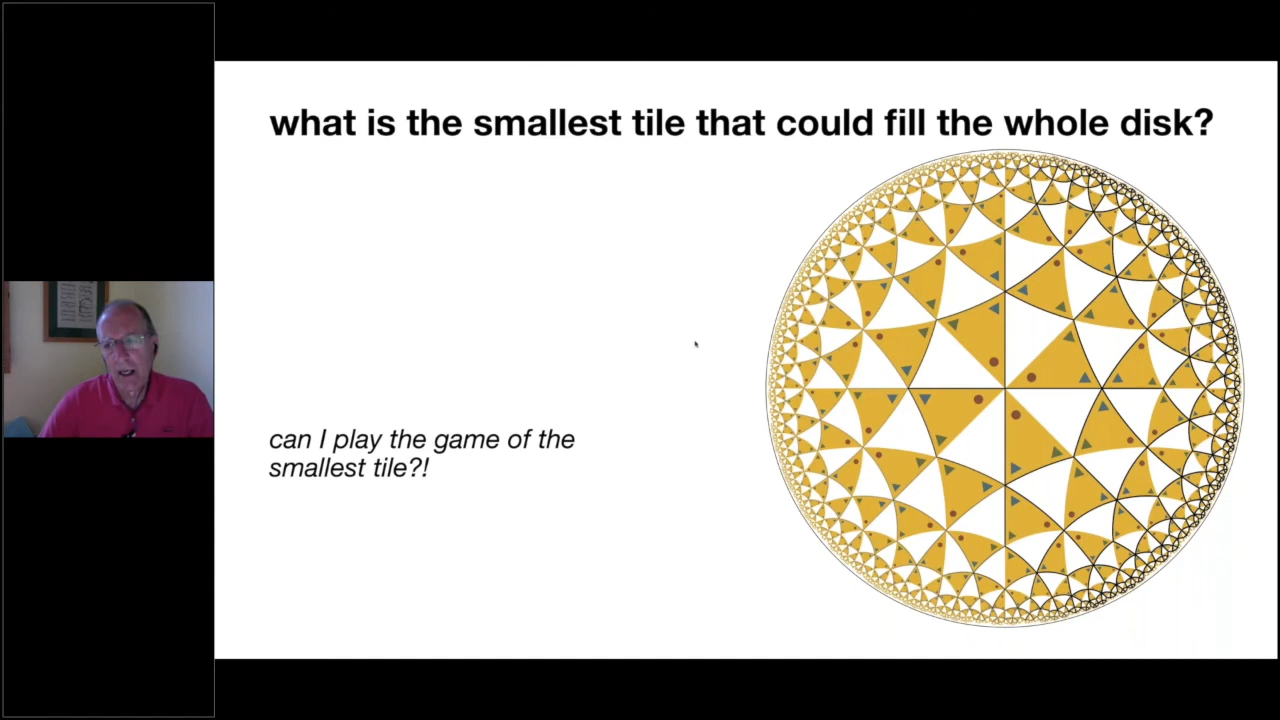 what is the smallest tile that could fill the whole disk?
can I play the game of the
smallest tile?!